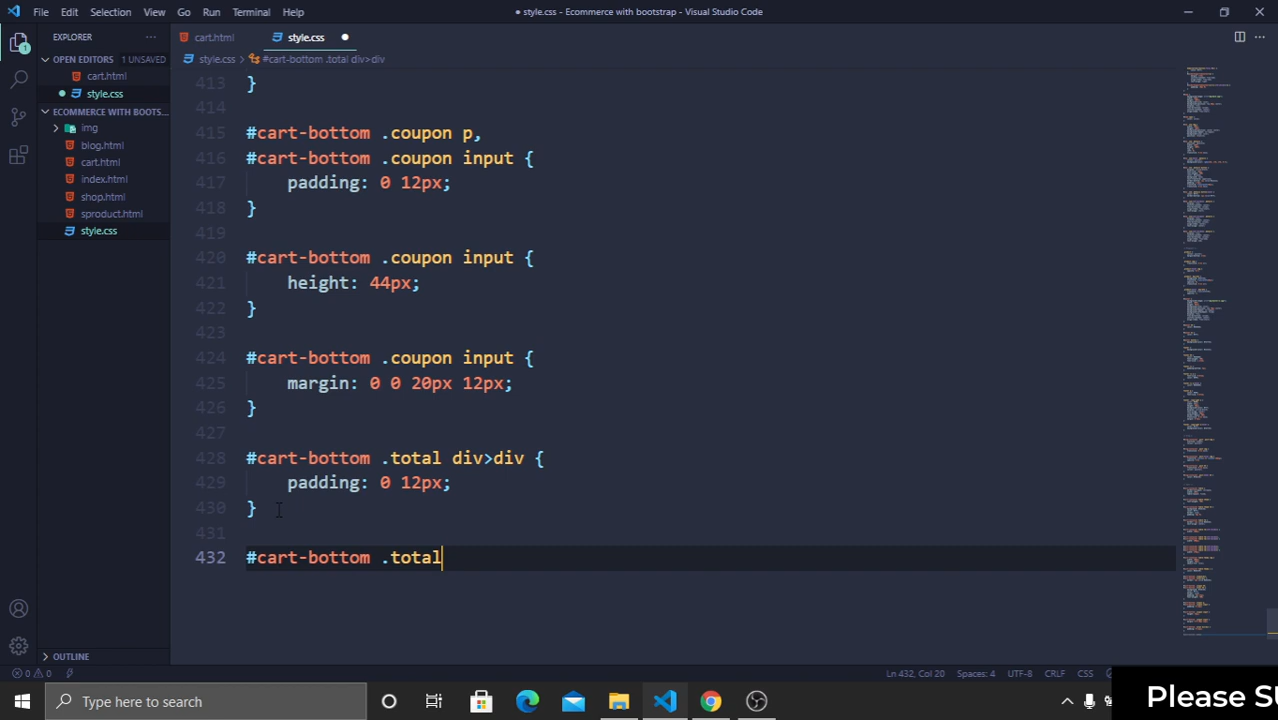 File Edit Selection View Go Run Terminal Help
● style.css - Ecommerce with bootstrap - Visual Studio Code
EXPLORER
cart.html
style.css
OPEN EDITORS 1 UNSAVED
style.css > #cart-bottom .total div>div
cart.html
style.css
ECOMMERCE WITH BOOTS...
img
blog.html
cart.html
index.html
shop.html
sproduct.html
style.css
413 }
414
415 #cart-bottom .coupon p,
416 #cart-bottom .coupon input {
417 padding: 0 12px;
418 }
419
420 #cart-bottom .coupon input {
421 height: 44px;
422 }
423
424 #cart-bottom .coupon input {
425 margin: 0 0 20px 12px;
426 }
427
428 #cart-bottom .total div>div {
429 padding: 0 12px;
430 }
431
432 #cart-bottom .total
OUTLINE
0 0
Ln 432, Col 20 Spaces: 4 UTF-8 CRLF CSS
Type here to search
Please SU